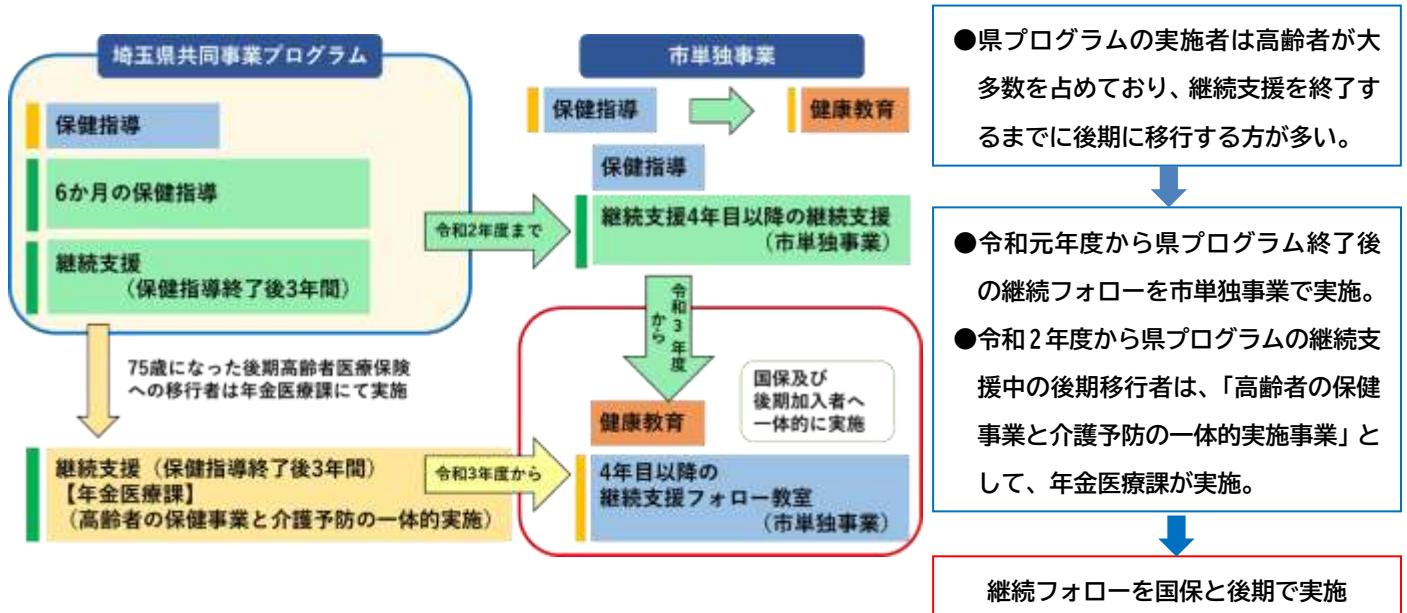 埼玉県共同事業プログラム
保健指導
6か月の保健指導
継続支援
（保健指導終了後3年間）
75歳になった後期高齢者医療保険
への移行者は年金医療課にて実施
継続支援（保健指導終了後3年間）
【年金医療課】
（高齢者の保健事業と介護予防の一体的実施）
令和2年度まで
令和3年度から
市単独事業
保健指導
健康教育
保健指導
継続支援4年目以降の継続支援
（市単独事業）
令和3年度
から
国保及び
後期加入者へ
一体的に実施
健康教育
4年目以降の
継続支援フォロー教室
（市単独事業）
●県プログラムの実施者は高齢者が大
多数を占めており、継続支援を終了す
るまでに後期に移行する方が多い。
●令和元年度から県プログラム終了後
の継続フォローを市単独事業で実施。
●令和2年度から県プログラムの継続支
援中の後期移行者は、「高齢者の保健
事業と介護予防の一体的実施事業」と
して、年金医療課が実施。
継続フォローを国保と後期で実施